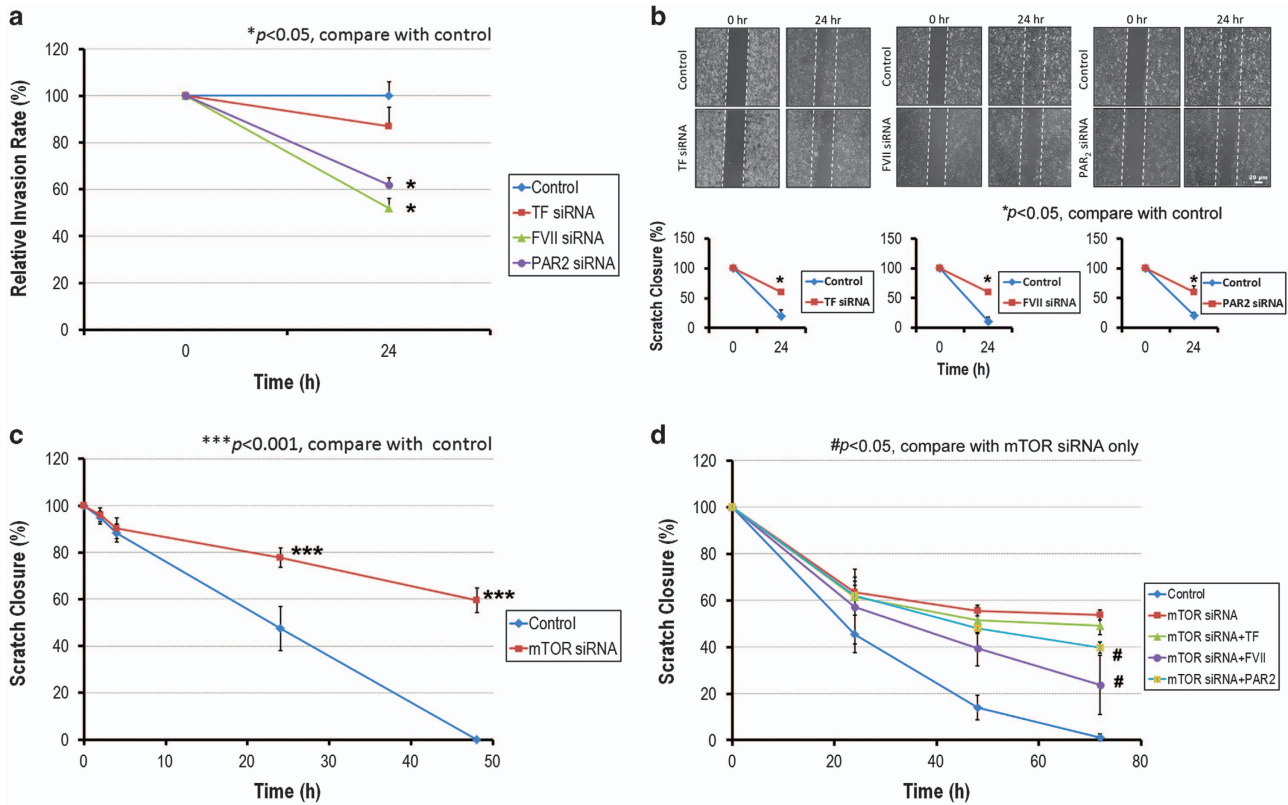 a
*p<0.05, compare with control
Relative Invasion Rate (%)
120
100
80
60
40
20
0
*
*
0
24
Time (h)
Control
TF siRNA
FVII siRNA
PAR2 siRNA
b
0 hr
24 hr
0 hr
24 hr
0 hr
24 hr
Control
Control
Control
TF siRNA
FVII siRNA
PAR2 siRNA
20 µm
*p<0.05, compare with control
Scratch Closure (%)
150
100
50
0
*
0
24
Control
TF siRNA
150
100
50
0
*
0
24
Time (h)
Control
FVII siRNA
150
100
50
0
*
0
24
Control
PAR2 siRNA
c
***p<0.001, compare with control
Scratch Closure (%)
120
100
80
60
40
20
0
***
***
0
10
20
30
40
50
Time (h)
Control
mTOR siRNA
d
#p<0.05, compare with mTOR siRNA only
Scratch Closure (%)
120
100
80
60
40
20
0
#
#
0
20
40
60
80
Time (h)
Control
mTOR siRNA
mTOR siRNA+TF
mTOR siRNA+FVII
mTOR siRNA+PAR2